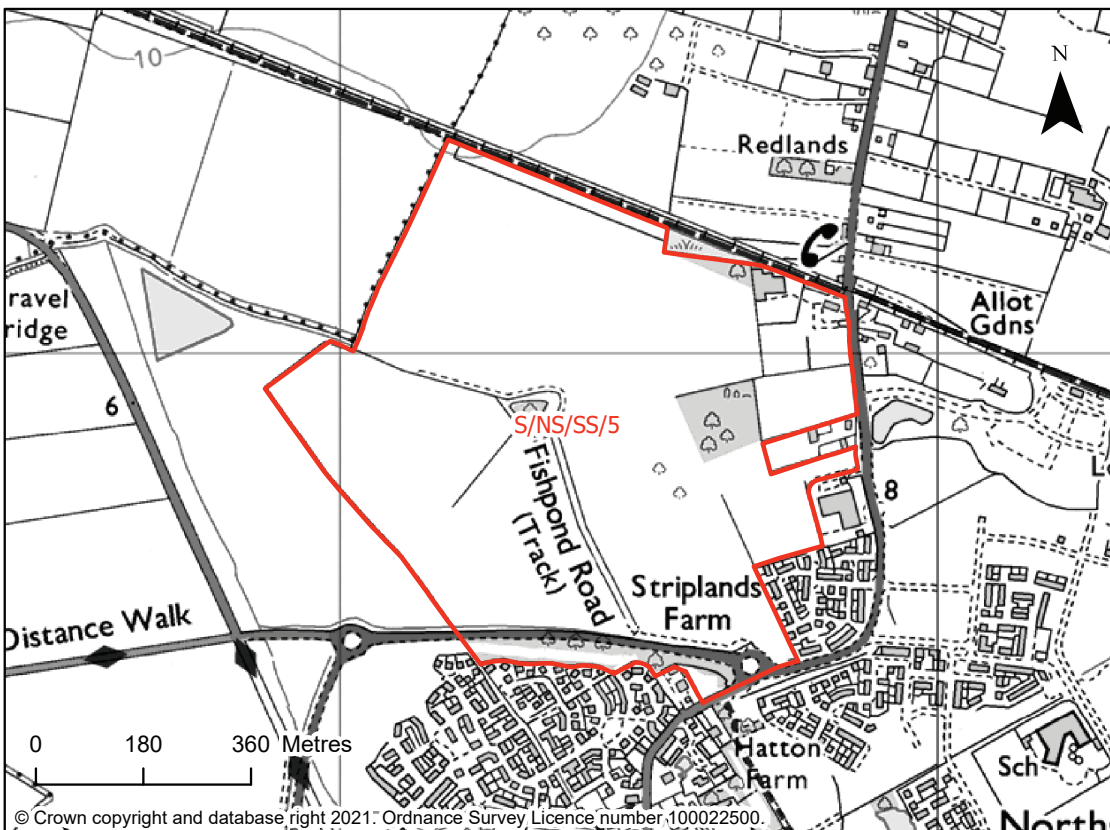 10
N
Redlands
Allot
Gdns
ravel
ridge
6
S/NS/SS/5
Fishpond Road
(Track)
8
Striplands
Farm
Distance Walk
0 180 360 Metres
Hatton
Farm
Sch
North
© Crown copyright and database right 2021. Ordnance Survey Licence number 100022500.